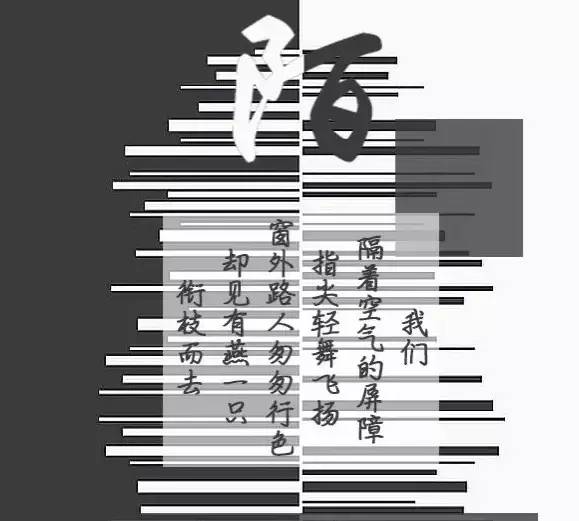 陌
我们
隔着空气的屏障
指尖轻舞飞扬
窗外路人匆匆行色
却见有燕一只
衔枝而去